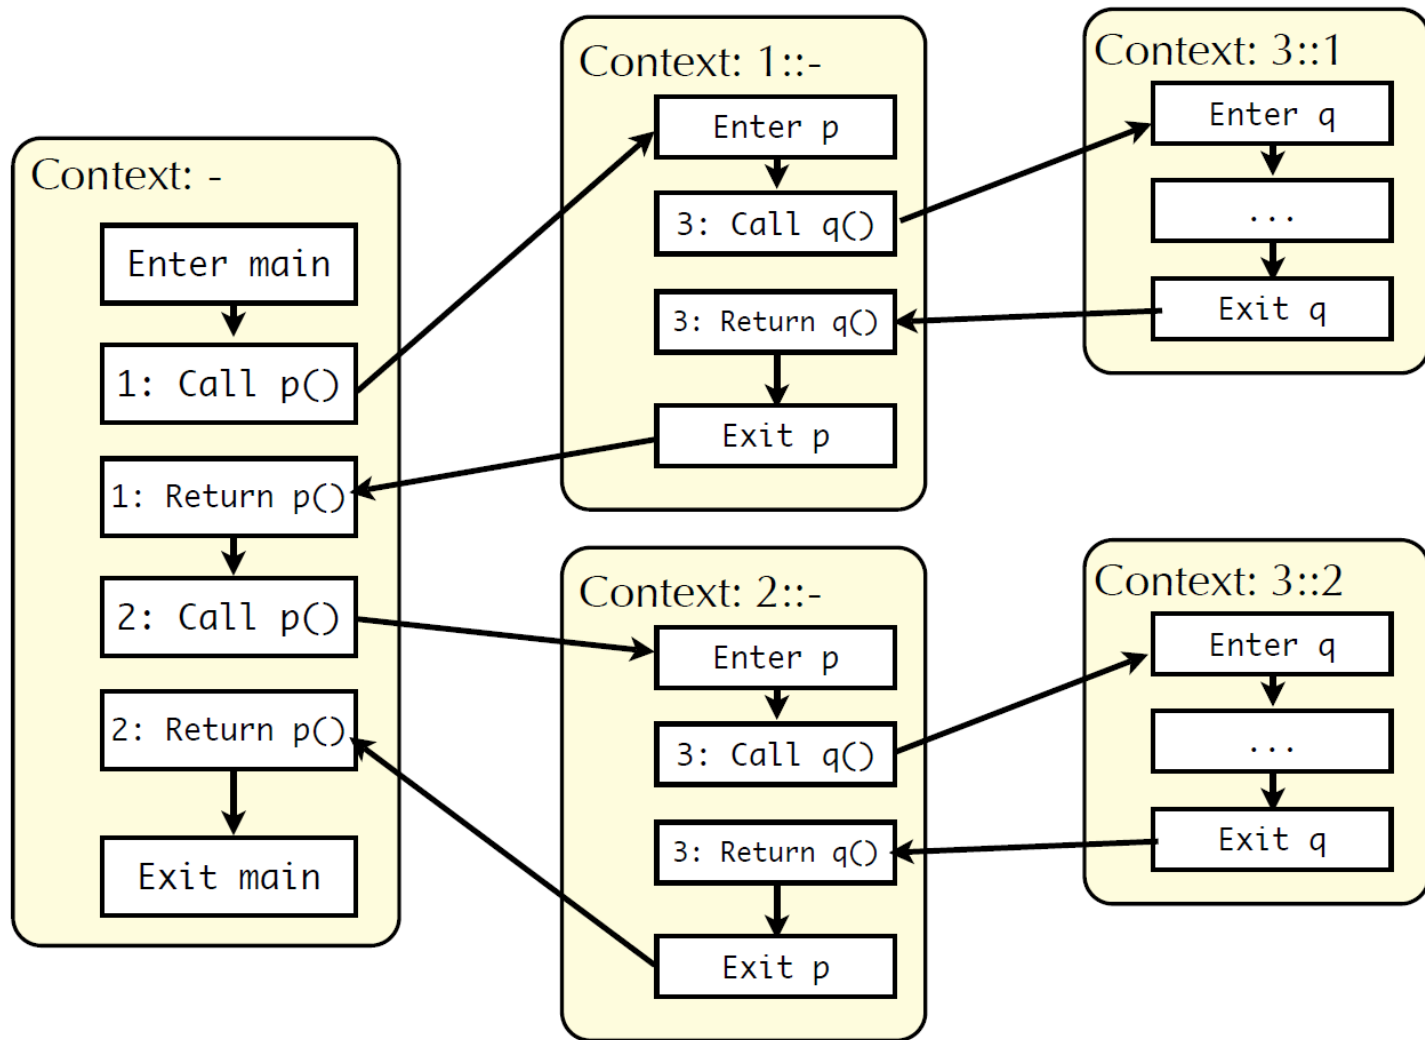 Context: -
Enter main
1: Call p()
1: Return p()
2: Call p()
2: Return p()
Exit main
Context: 1::-
Enter p
3: Call q()
3: Return q()
Exit p
Context: 3::1
Enter q
...
Exit q
Context: 2::-
Enter p
3: Call q()
3: Return q()
Exit p
Context: 3::2
Enter q
...
Exit q